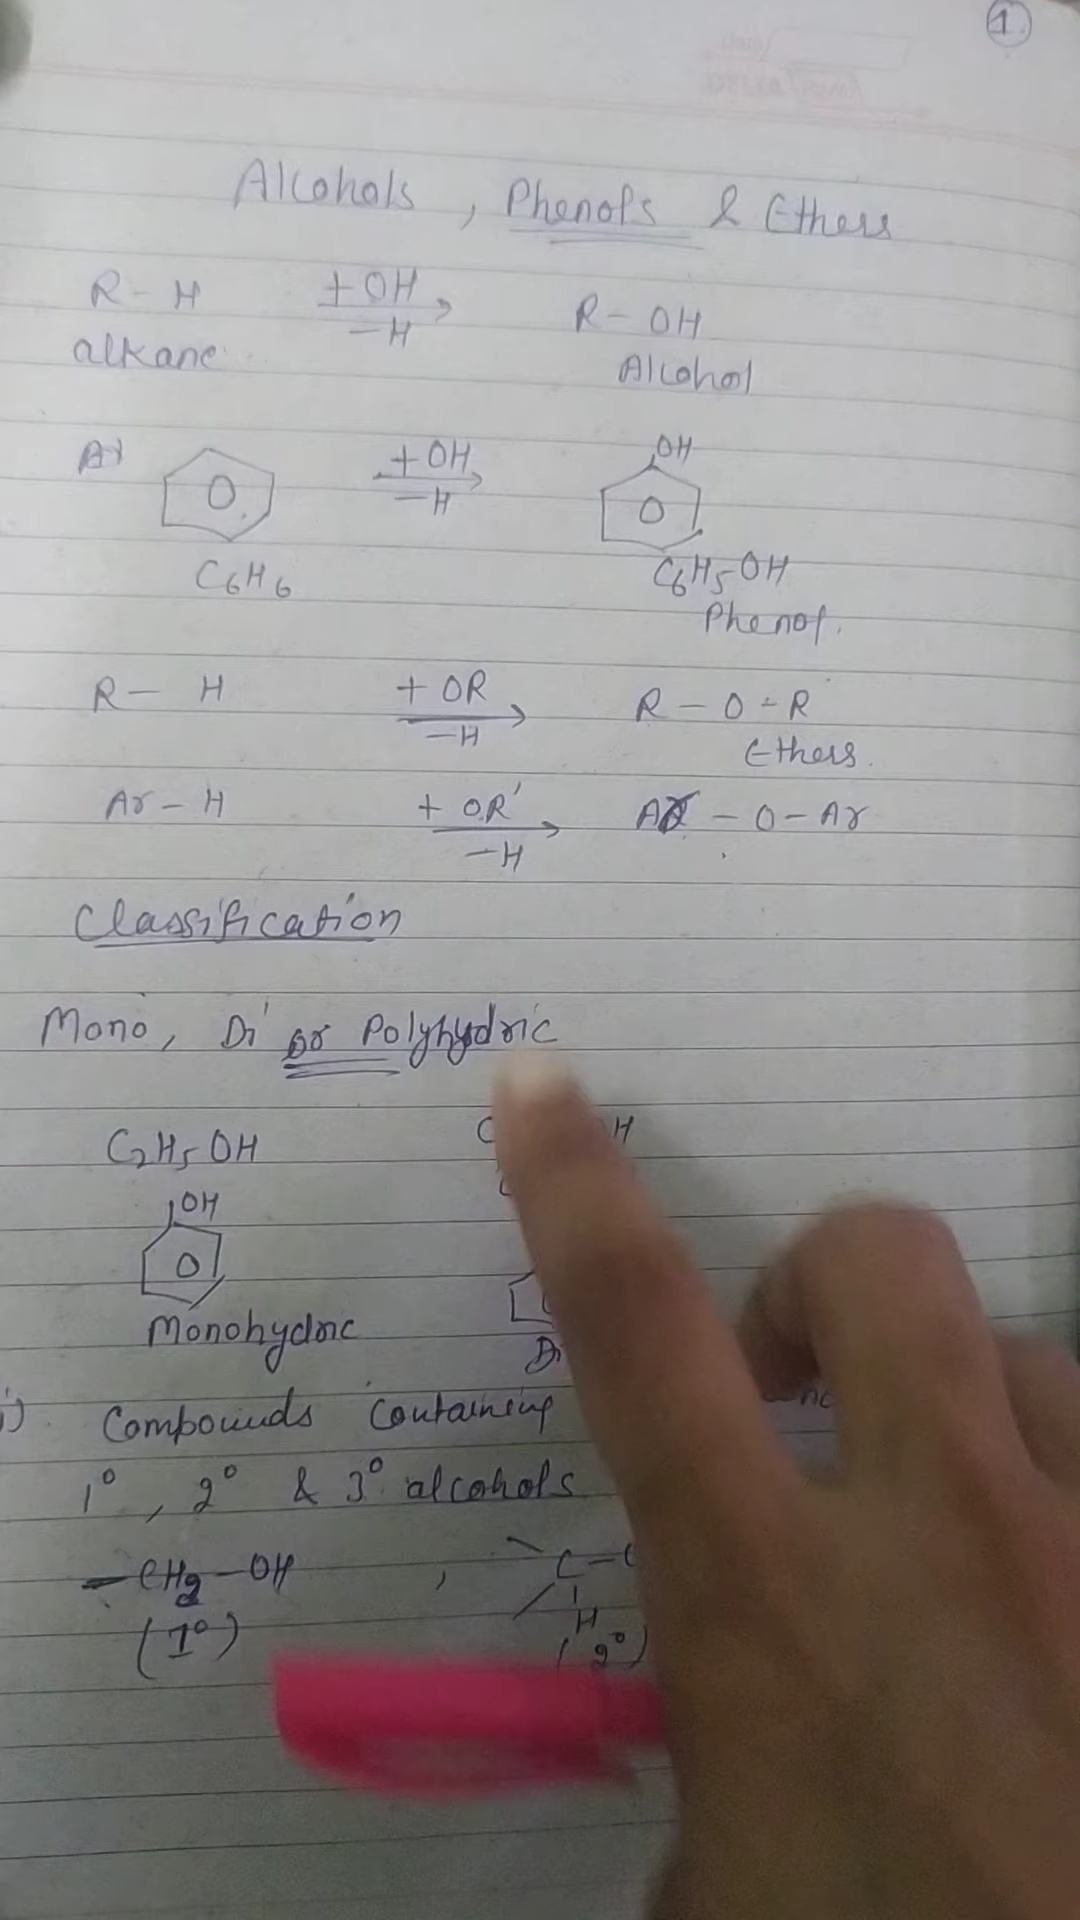 1.
Alcohols, Phenols & Ethers
R-H +OH R-OH
-H
alkane Alcohol
Ar +OH OH
-H
C6H6 C6H5-OH
Phenol.
R- H + OR R-O-R
-H Ethers.
Ar-H + OR' -O-Ar
-H
Classification
Mono, Di or Polyhydric
C2H5OH
OH
Monohydric
Compounds Containing
1°, 2° & 3° alcohols
-CH2-OH , C-
H
(1°) (2°)